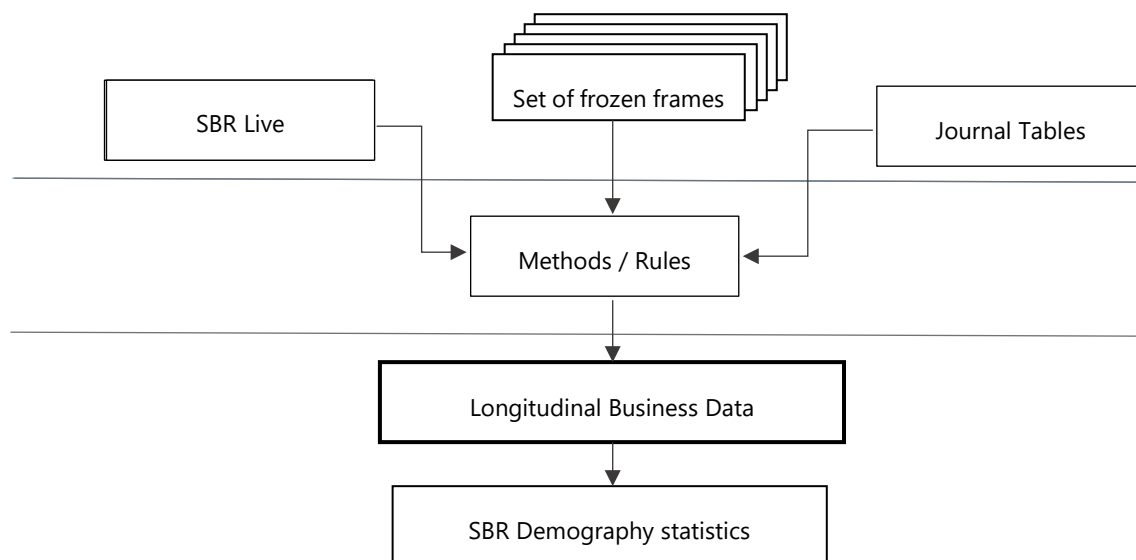 Set of frozen frames
SBR Live
Journal Tables
Methods / Rules
Longitudinal Business Data
SBR Demography statistics